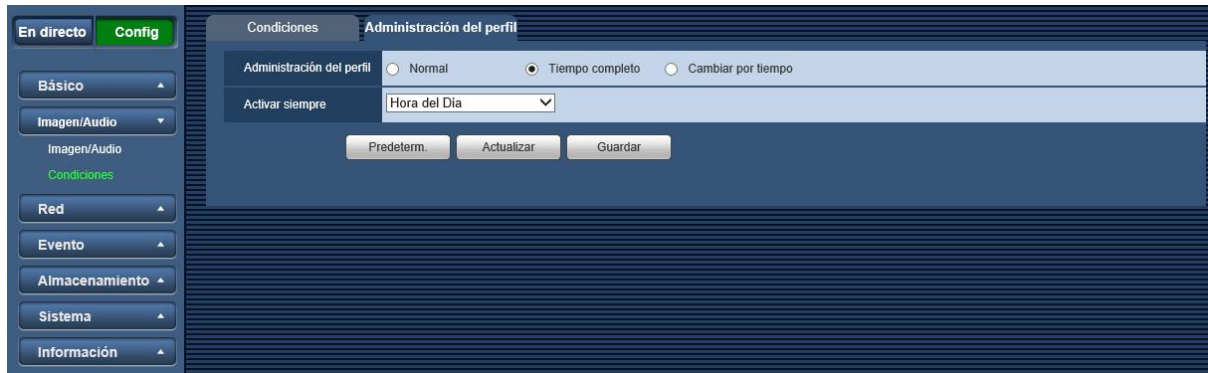 En directo Config
Condiciones Administración del perfil
Administración del perfil Normal Tiempo completo Cambiar por tiempo
Básico
Activar siempre Hora del Dia
Imagen/Audio
Imagen/Audio
Predeterm. Actualizar Guardar
Condiciones
Red
Evento
Almacenamiento
Sistema
Información